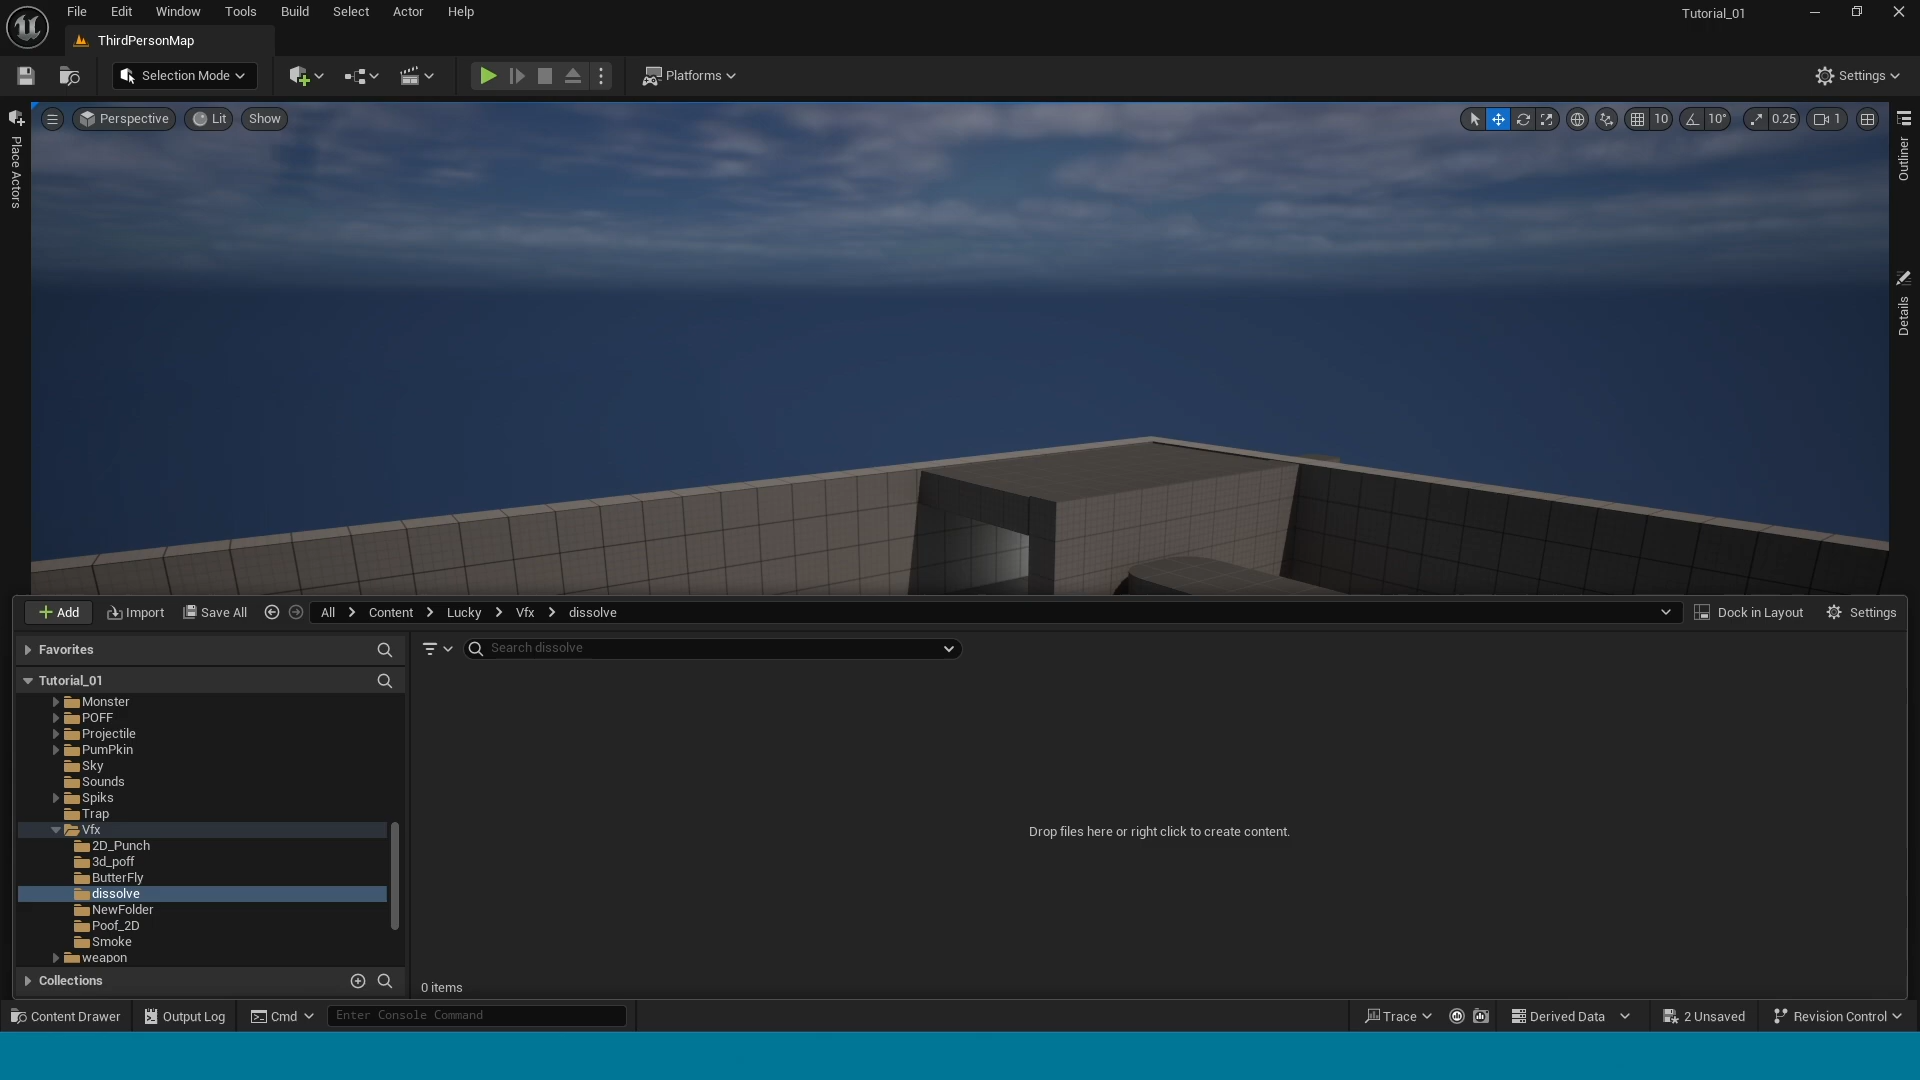 File Edit Window Tools Build Select Actor Help
Tutorial_01
ThirdPersonMap
Selection Mode
Platforms
Settings
Perspective Lit Show
10 10° 0.25 1
Place Actors
Outliner
Details
Add Import Save All All Content Lucky Vfx dissolve Dock in Layout Settings
Favorites
Search dissolve
Tutorial_01
Monster
POFF
Projectile
PumPkin
Sky
Sounds
Spiks
Trap
Vfx
2D_Punch
3d_poff
ButterFly
dissolve
NewFolder
Poof_2D
Smoke
weapon
Drop files here or right click to create content.
Collections
0 items
Content Drawer Output Log Cmd Enter Console Command Trace Derived Data 2 Unsaved Revision Control